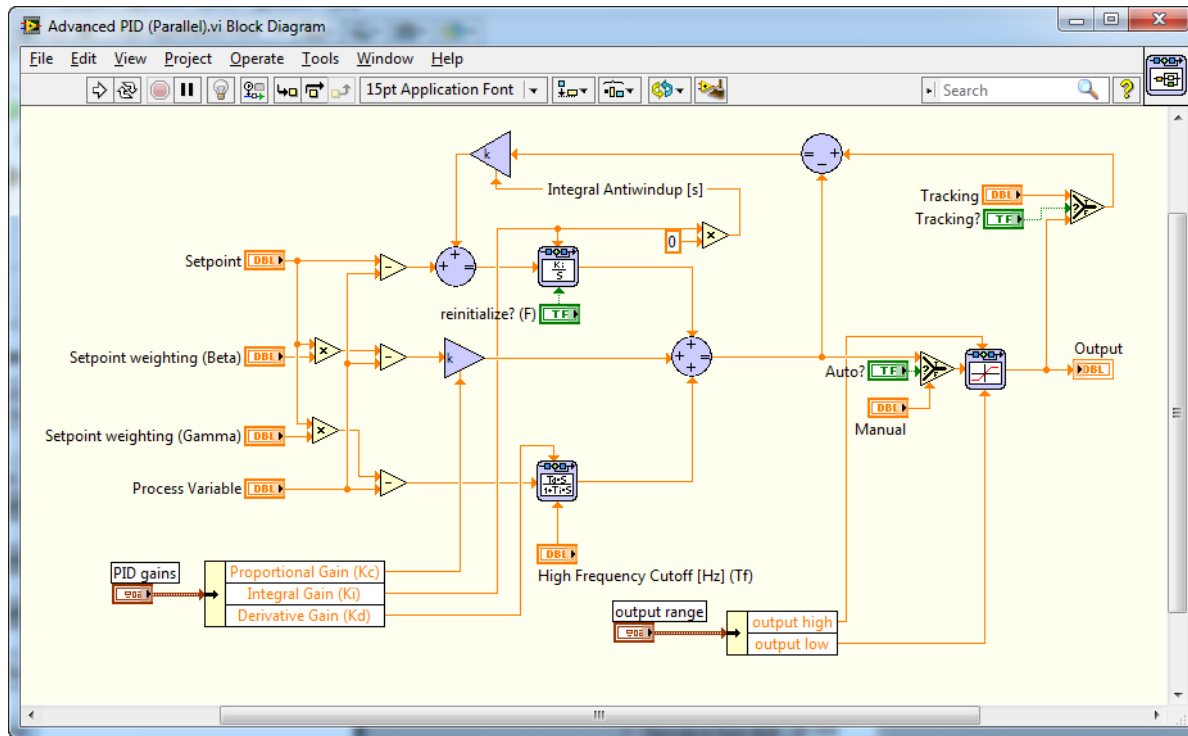 Advanced PID (Parallel).vi Block Diagram
File Edit View Project Operate Tools Window Help
15pt Application Font
Search
k
= - +
Integral Antiwindup [s]
Tracking DBL
Tracking? TF
? T F
0
×
Setpoint DBL
-
+ + =
Ki
S
reinitialize? (F) TF
Setpoint weighting (Beta) DBL
×
-
k
+ + + =
Auto? TF
? T F
Output
DBL
DBL
Manual
Setpoint weighting (Gamma) DBL
×
Process Variable DBL
-
Td*S
1+Ti*S
DBL
High Frequency Cutoff [Hz] (Tf)
PID gains
Proportional Gain (Kc)
Integral Gain (Ki)
Derivative Gain (Kd)
output range
output high
output low